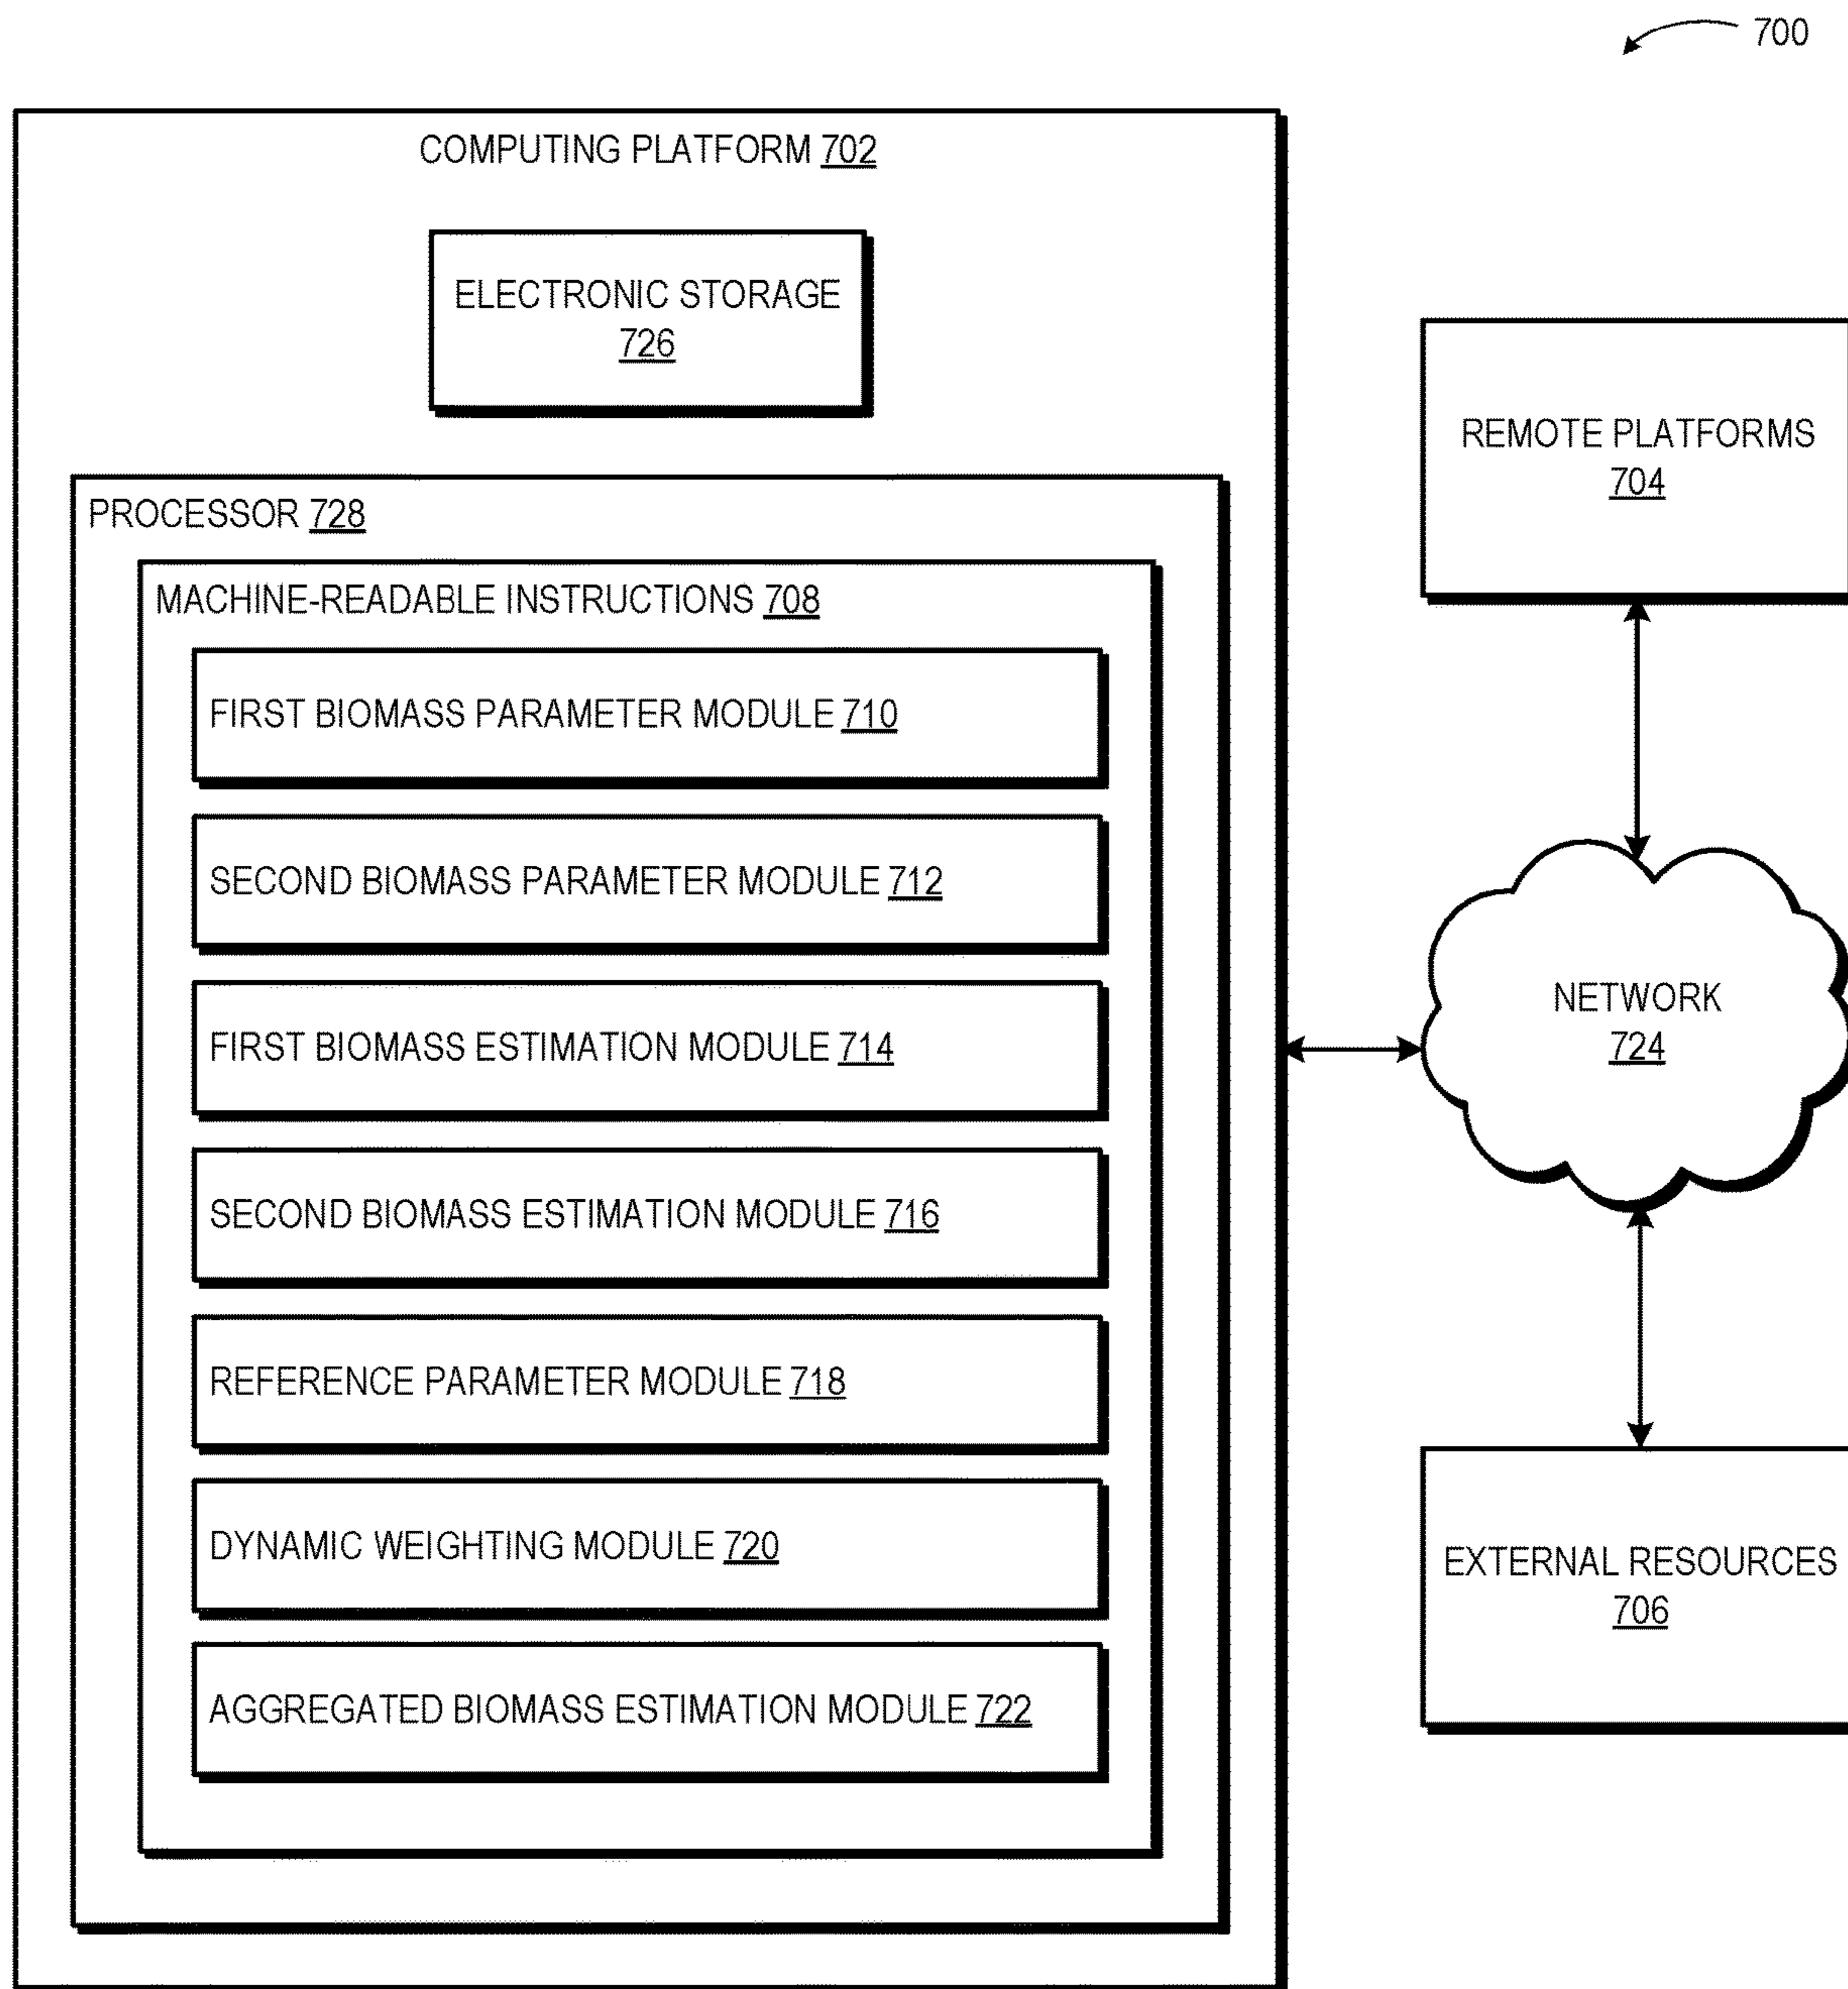 700
COMPUTING PLATFORM 702
ELECTRONIC STORAGE
726
PROCESSOR 728
MACHINE-READABLE INSTRUCTIONS 708
FIRST BIOMASS PARAMETER MODULE 710
SECOND BIOMASS PARAMETER MODULE 712
FIRST BIOMASS ESTIMATION MODULE 714
SECOND BIOMASS ESTIMATION MODULE 716
REFERENCE PARAMETER MODULE 718
DYNAMIC WEIGHTING MODULE 720
AGGREGATED BIOMASS ESTIMATION MODULE 722
REMOTE PLATFORMS
704
NETWORK
724
EXTERNAL RESOURCES
706